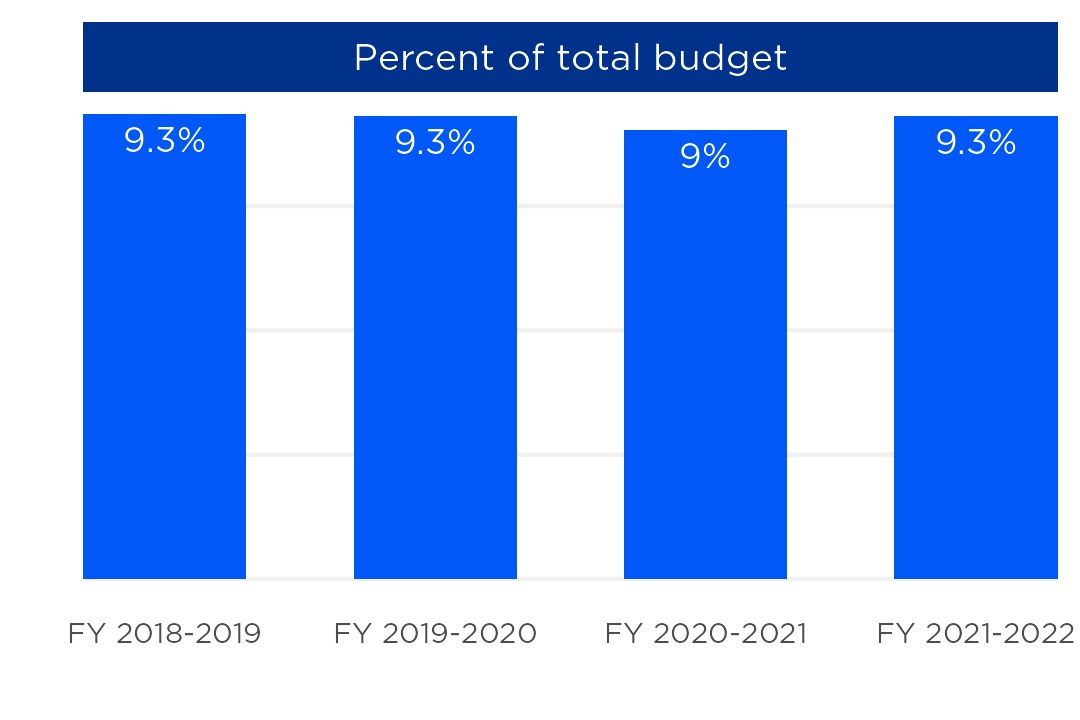 Percent of total budget
9.3%
9.3%
9%
9.3%
FY 2018-2019
FY 2019-2020
FY 2020-2021
FY 2021-2022